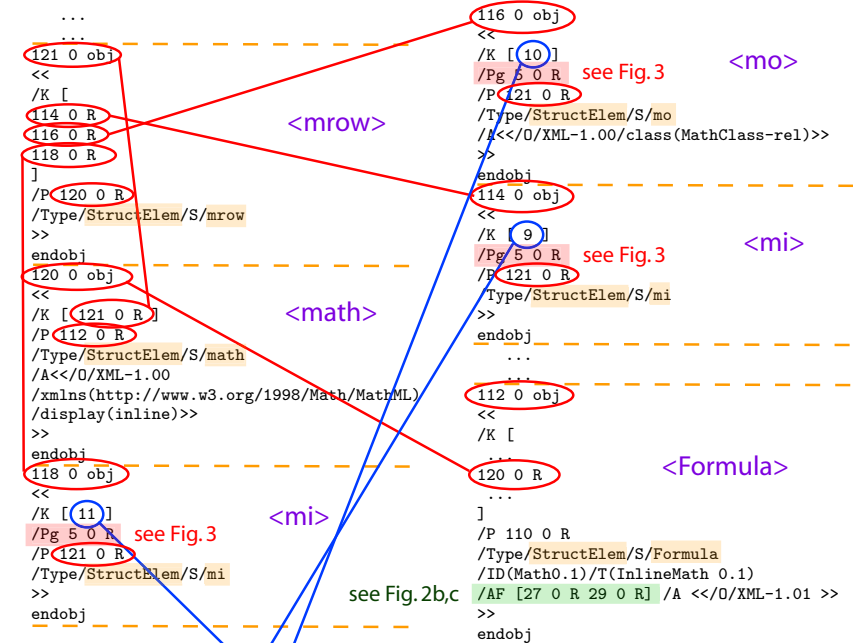 ...
...
121 0 obj
<<
/K [
114 0 R
116 0 R
118 0 R
]
/P 120 0 R
/Type/StructElem/S/mrow
>>
endobj
<mrow>
120 0 obj
<<
/K [ 121 0 R ]
/P 112 0 R
/Type/StructElem/S/math
/A<</O/XML-1.00
/xmlns(http://www.w3.org/1998/Math/MathML)
/display(inline)>>
>>
endobj
<math>
118 0 obj
<<
/K [ 11 ]
/Pg 5 0 R see Fig. 3
/P 121 0 R
/Type/StructElem/S/mi
>>
endobj
<mi>
116 0 obj
<<
/K [ 10 ]
/Pg 5 0 R see Fig. 3
/P 121 0 R
/Type/StructElem/S/mo
/A<</O/XML-1.00/class(MathClass-rel)>>
>>
endobj
<mo>
114 0 obj
<<
/K [ 9 ]
/Pg 5 0 R see Fig. 3
/P 121 0 R
/Type/StructElem/S/mi
>>
endobj
<mi>
...
...
112 0 obj
<<
/K [
...
120 0 R
...
]
/P 110 0 R
/Type/StructElem/S/Formula
/ID(Math0.1)/T(InlineMath 0.1)
see Fig. 2b,c /AF [27 0 R 29 0 R] /A <</O/XML-1.01 >>
>>
endobj
<Formula>